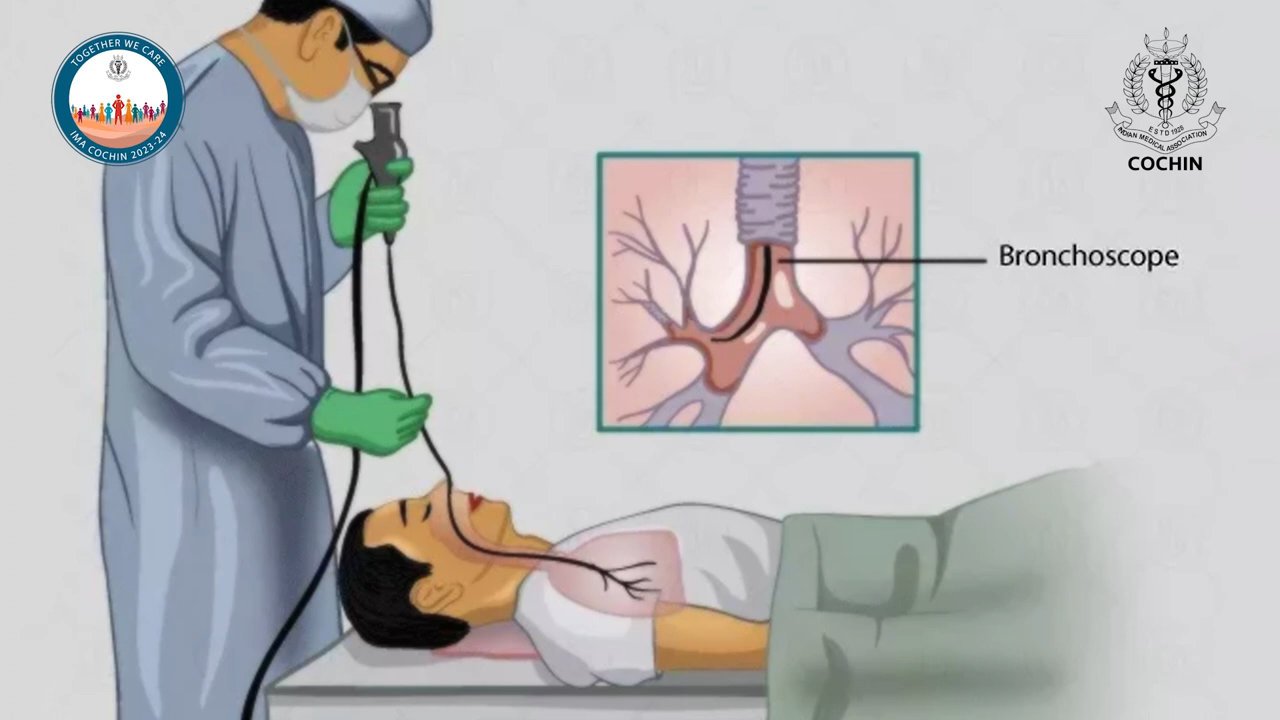 TOGETHER WE CARE
IMA COCHIN 2023-24
ESTD 1928
INDIAN MEDICAL ASSOCIATION
COCHIN
Bronchoscope